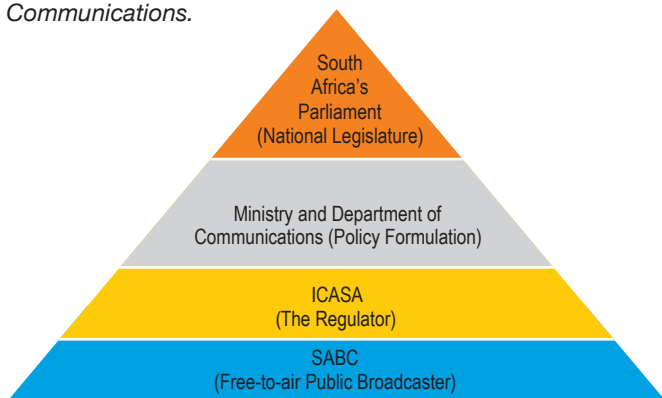 Communications.
South
Africa's
Parliament
(National Legislature)
Ministry and Department of
Communications (Policy Formulation)
ICASA
(The Regulator)
SABC
(Free-to-air Public Broadcaster)